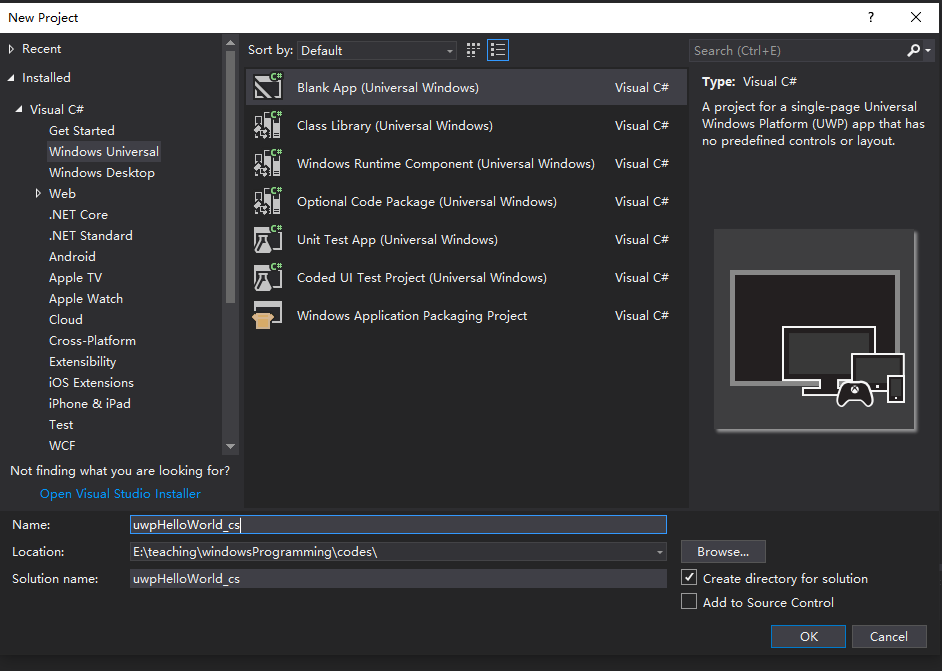 New Project
?
Recent
Installed
Visual C#
Get Started
Windows Universal
Windows Desktop
Web
.NET Core
.NET Standard
Android
Apple TV
Apple Watch
Cloud
Cross-Platform
Extensibility
iOS Extensions
iPhone & iPad
Test
WCF
Not finding what you are looking for?
Open Visual Studio Installer
Sort by: Default
C# Blank App (Universal Windows) Visual C#
C# Class Library (Universal Windows) Visual C#
C# Windows Runtime Component (Universal Windows) Visual C#
C# Optional Code Package (Universal Windows) Visual C#
C# Unit Test App (Universal Windows) Visual C#
C# Coded UI Test Project (Universal Windows) Visual C#
Windows Application Packaging Project Visual C#
Search (Ctrl+E)
Type: Visual C#
A project for a single-page Universal
Windows Platform (UWP) app that has
no predefined controls or layout.
Name: uwpHelloWorld_cs
Location: E:\teaching\windowsProgramming\codes\ Browse...
Solution name: uwpHelloWorld_cs
Create directory for solution
Add to Source Control
OK Cancel